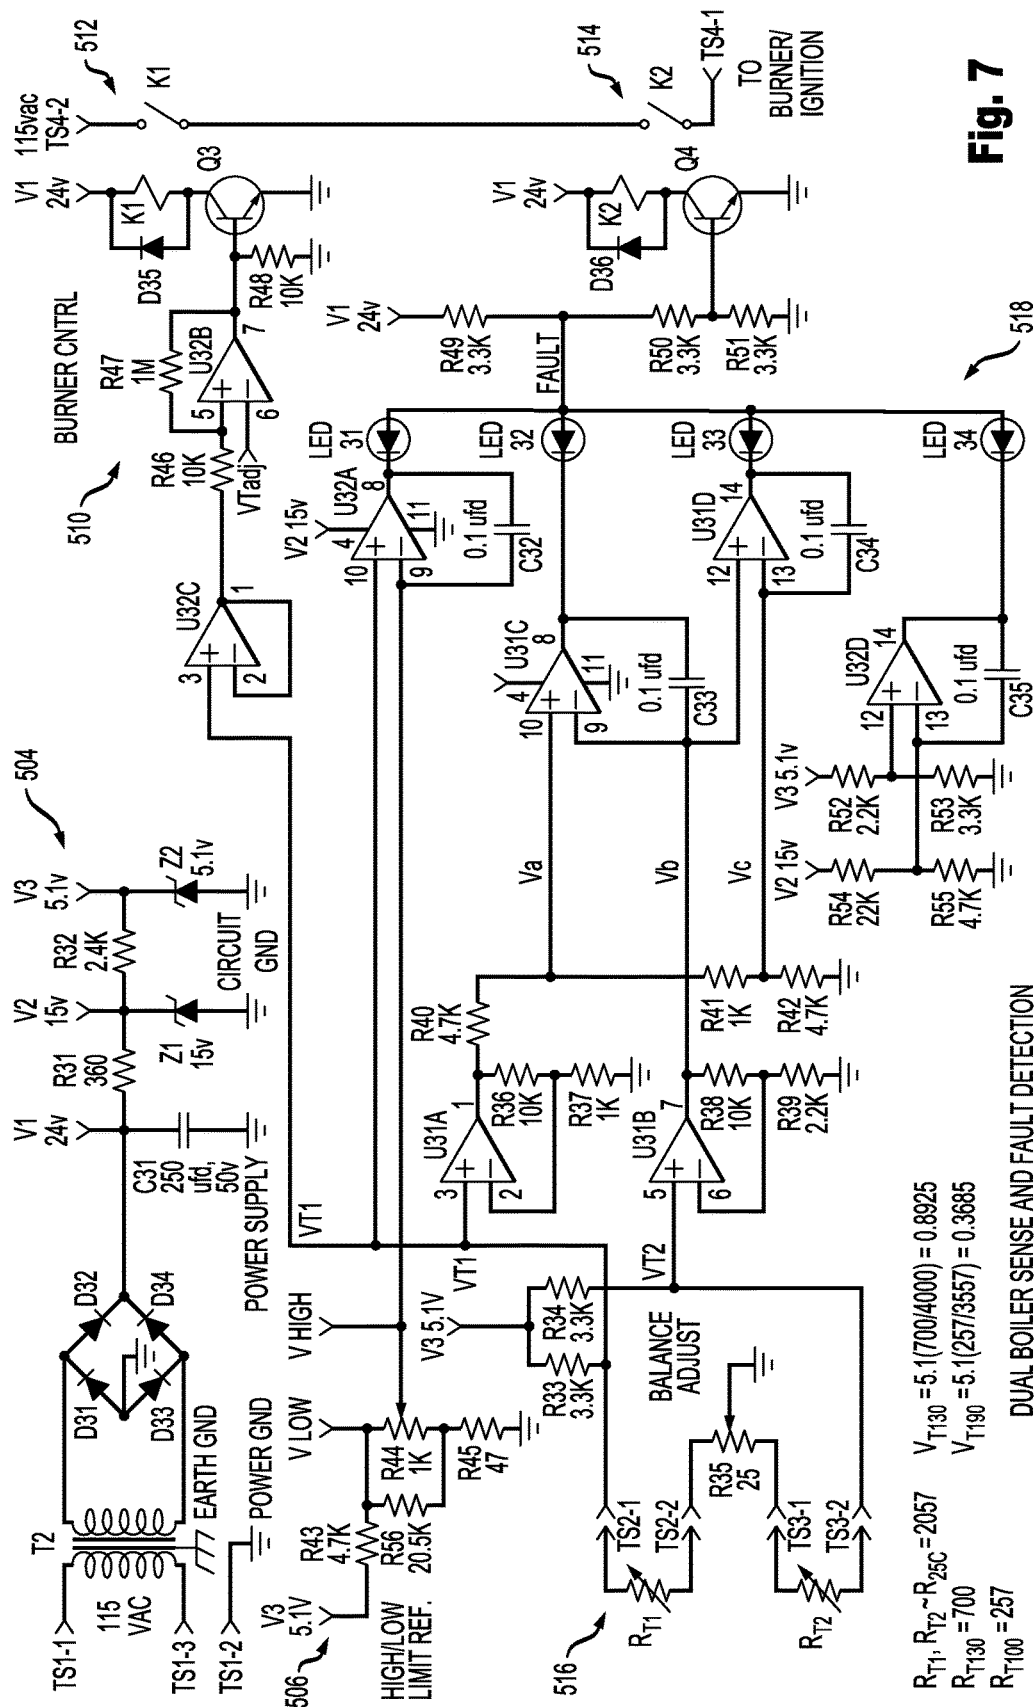 TS1-1
115
VAC
TS1-3
TS1-2
T2
EARTH GND
POWER GND
D31
D32
D33
D34
V1
24v
C31
250
ufd,
50v
POWER SUPPLY
R31
360
V2
15v
Z1
15v
R32
2.4K
V3
5.1v
Z2
5.1v
CIRCUIT
GND
504
V3
5.1V
506
HIGH/LOW
LIMIT REF.
R43
4.7K
R56
20.5K
V LOW
R44
1K
R45
47
V HIGH
VT1
V3 5.1V
R33
3.3K
R34
3.3K
BALANCE
ADJUST
VT1
VT2
516
RT1
RT2
TS2-1
TS2-2
TS3-1
TS3-2
R35
25
3
2
1
U31A
R36
10K
R37
1K
R40
4.7K
5
6
7
U31B
R38
10K
R39
2.2K
R41
1K
R42
4.7K
Va
Vb
Vc
3
2
1
U32C
510
BURNER CNTRL
R46
10K
R47
1M
VTadj
5
6
7
U32B
R48
10K
D35
V1
24v
K1
Q3
115vac
TS4-2
K1
512
V2 15v
10
9
4
11
8
U32A
0.1 ufd
C32
LED
31
10
9
4
11
8
U31C
0.1 ufd
C33
LED
32
12
13
14
U31D
0.1 ufd
C34
LED
33
V2 15v
R54
22K
R55
4.7K
V3 5.1v
R52
2.2K
R53
3.3K
12
13
14
U32D
0.1 ufd
C35
LED
34
FAULT
V1
24v
R49
3.3K
R50
3.3K
R51
3.3K
518
D36
V1
24v
K2
Q4
K2
514
TS4-1
TO
BURNER/
IGNITION
RT1, RT2~R25C=2057
RT130=700
RT100=257
VT130=5.1(700/4000)=0.8925
VT190=5.1(257/3557)=0.3685
DUAL BOILER SENSE AND FAULT DETECTION
Fig. 7